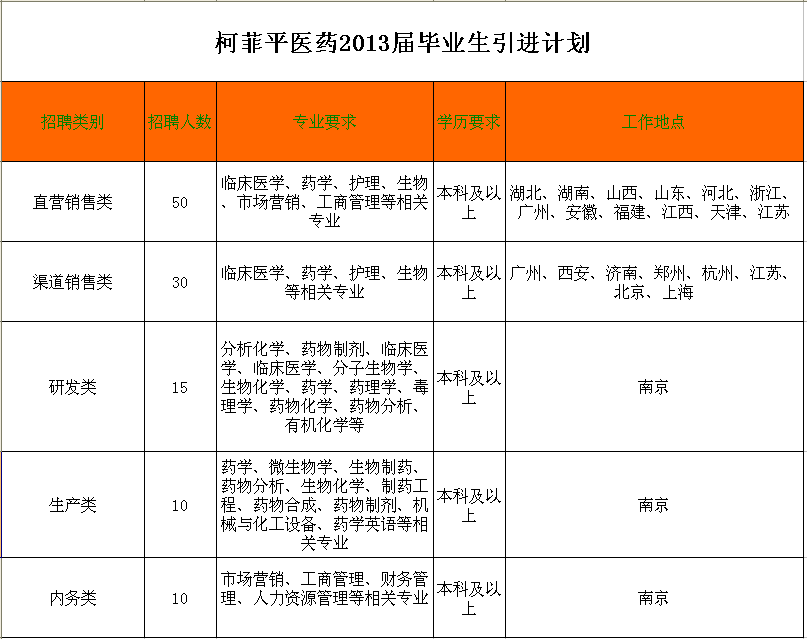 柯菲平医药2013届毕业生引进计划
招聘类别
招聘人数
专业要求
学历要求
工作地点
直营销售类
50
临床医学、药学、护理、生物
、市场营销、工商管理等相关
专业
本科及以
上
湖北、湖南、山西、山东、河北、浙江、
广州、安徽、福建、江西、天津、江苏
渠道销售类
30
临床医学、药学、护理、生物
等相关专业
本科及以
上
广州、西安、济南、郑州、杭州、江苏、
北京、上海
研发类
15
分析化学、药物制剂、临床医
学、临床医学、分子生物学、
生物化学、药学、药理学、毒
理学、药物化学、药物分析、
有机化学等
本科及以
上
南京
生产类
10
药学、微生物学、生物制药、
药物分析、生物化学、制药工
程、药物合成、药物制剂、机
械与化工设备、药学英语等相
关专业
本科及以
上
南京
内务类
10
市场营销、工商管理、财务管
理、人力资源管理等相关专业
本科及以
上
南京